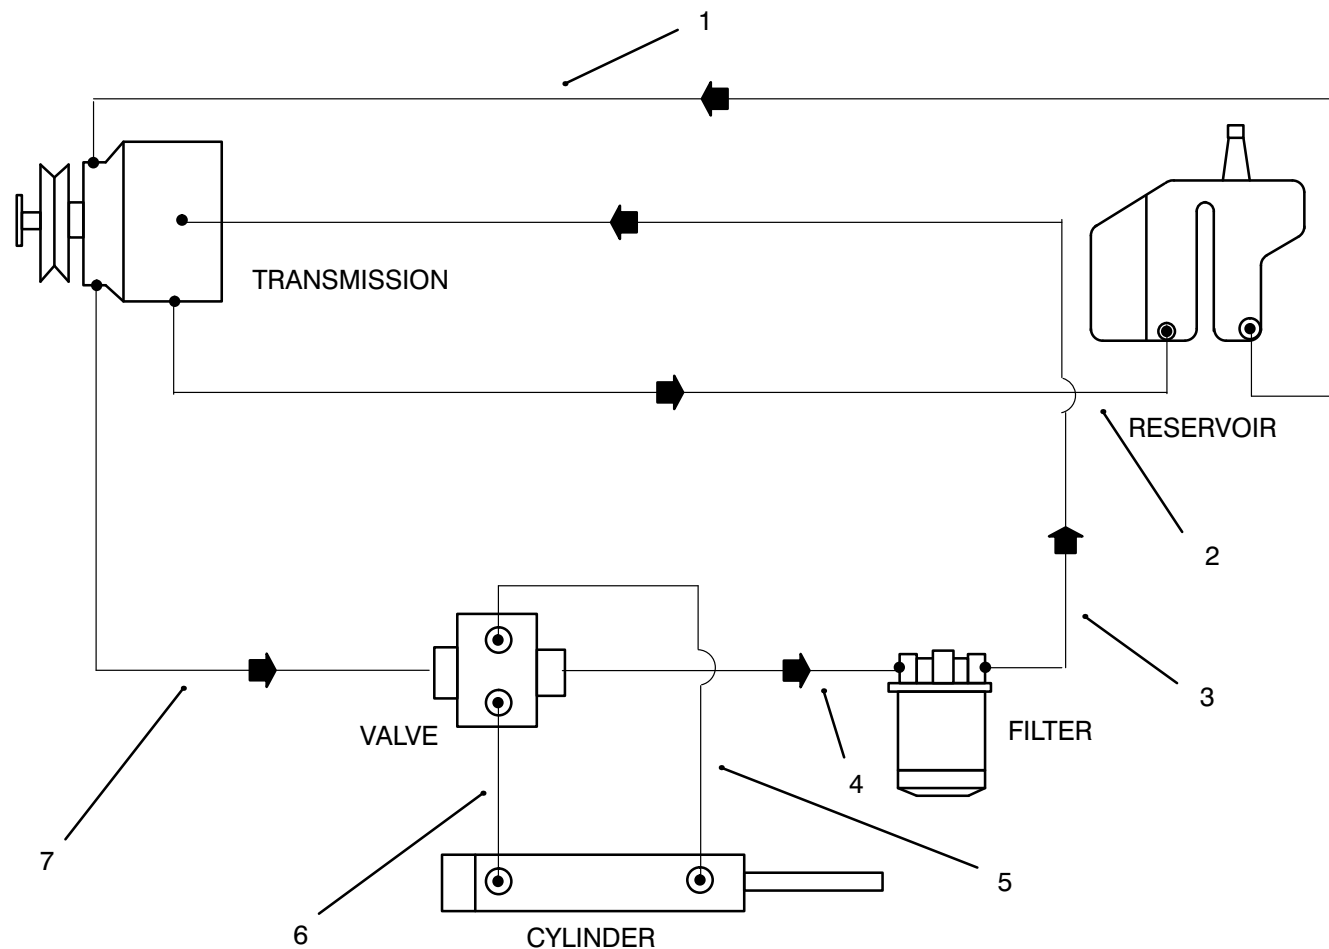 1
TRANSMISSION
RESERVOIR
2
3
FILTER
VALVE
4
7
5
6
CYLINDER